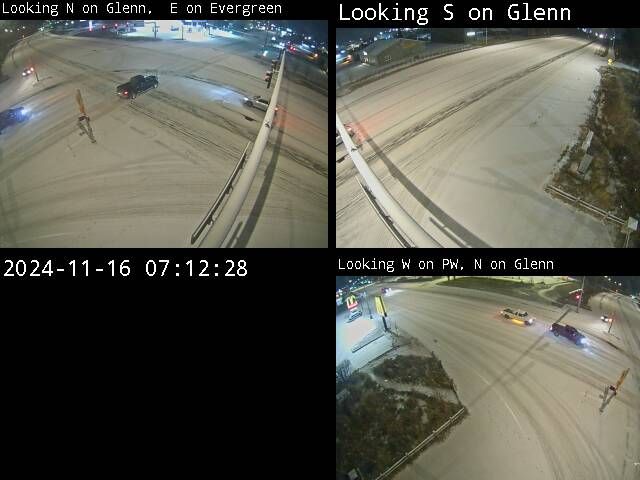 Looking N on Glenn, E on Evergreen
Looking S on Glenn
2024-11-16 07:12:28
Looking W on PW, N on Glenn